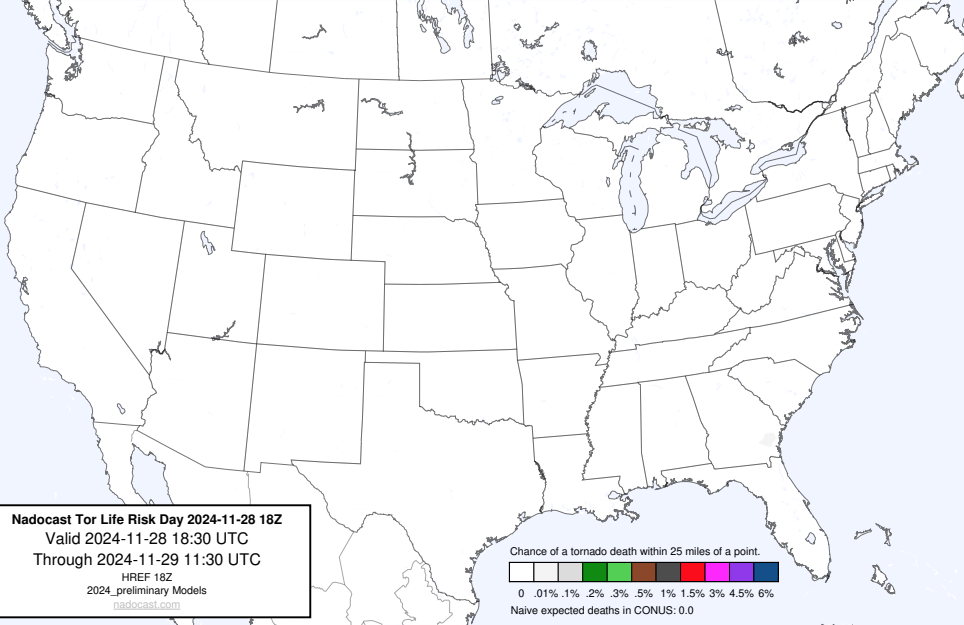 Nadocast Tor Life Risk Day 2024-11-28 18Z
Valid 2024-11-28 18:30 UTC
Through 2024-11-29 11:30 UTC
HREF 18Z
2024_preliminary Models
nadocast.com
Chance of a tornado death within 25 miles of a point.
0 .01% .1% .2% .3% .5% 1% 1.5% 3% 4.5% 6%
Naive expected deaths in CONUS: 0.0